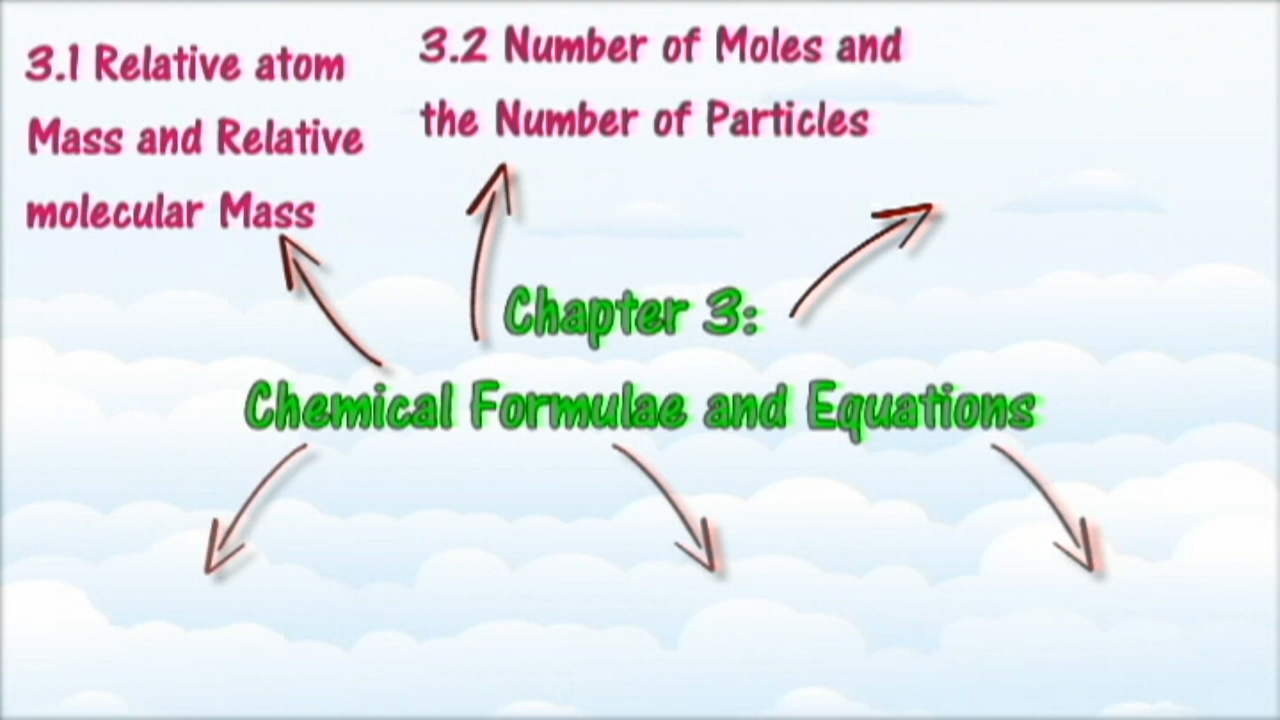 3.1 Relative atom
Mass and Relative
molecular Mass
3.2 Number of Moles and
the Number of Particles
Chapter 3:
Chemical Formulae and Equations